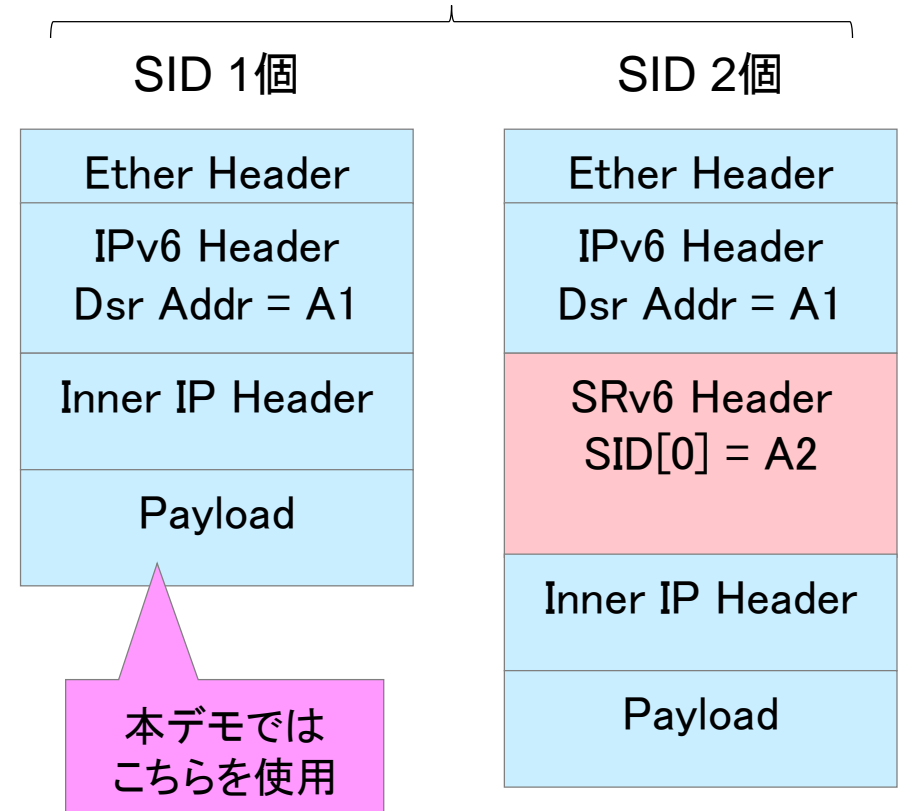 SID 1個
Ether Header
IPv6 Header
Dsr Addr = A1
Inner IP Header
Payload
本デモでは
こちらを使用
SID 2個
Ether Header
IPv6 Header
Dsr Addr = A1
SRv6 Header
SID[0] = A2
Inner IP Header
Payload